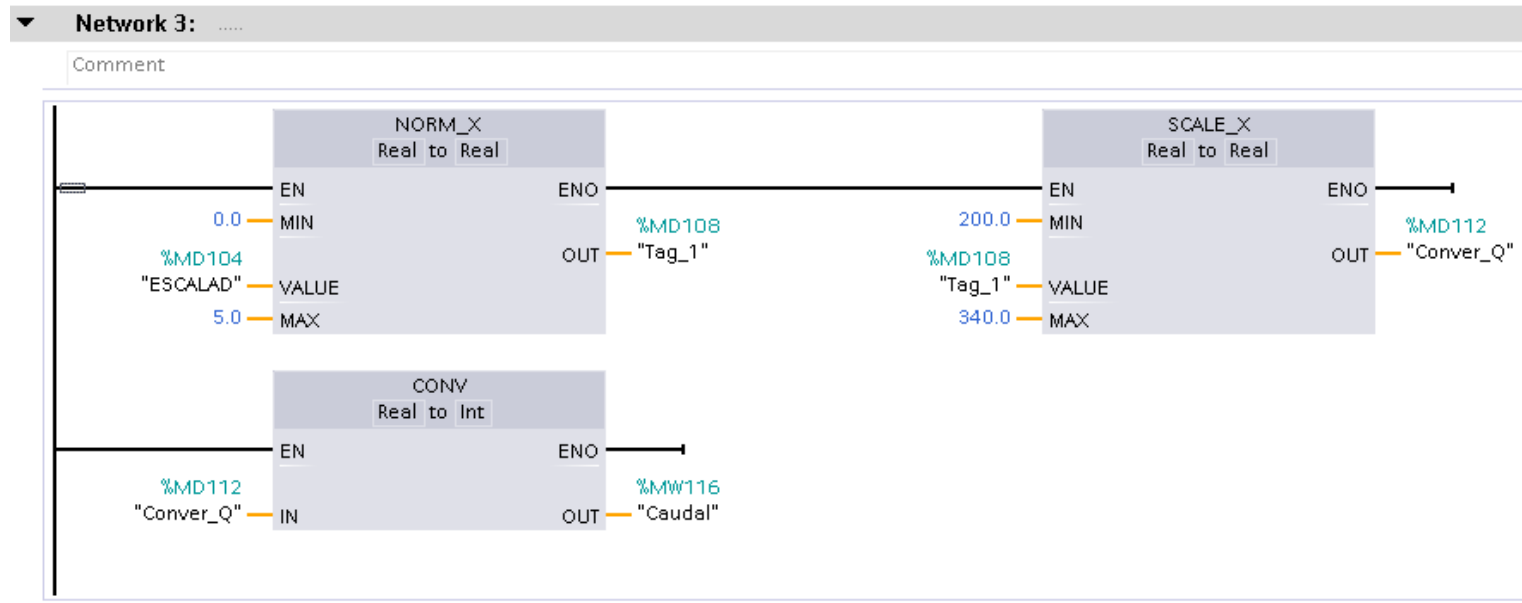 Network 3: .....
Comment
NORM_X
Real to Real
EN ENO
0.0 MIN
%MD104
"ESCALAD" VALUE
5.0 MAX
%MD108
OUT "Tag_1"
SCALE_X
Real to Real
EN ENO
200.0 MIN
%MD108
"Tag_1" VALUE
340.0 MAX
%MD112
OUT "Conver_Q"
CONV
Real to Int
EN ENO
%MD112
"Conver_Q" IN
%MW116
OUT "Caudal"